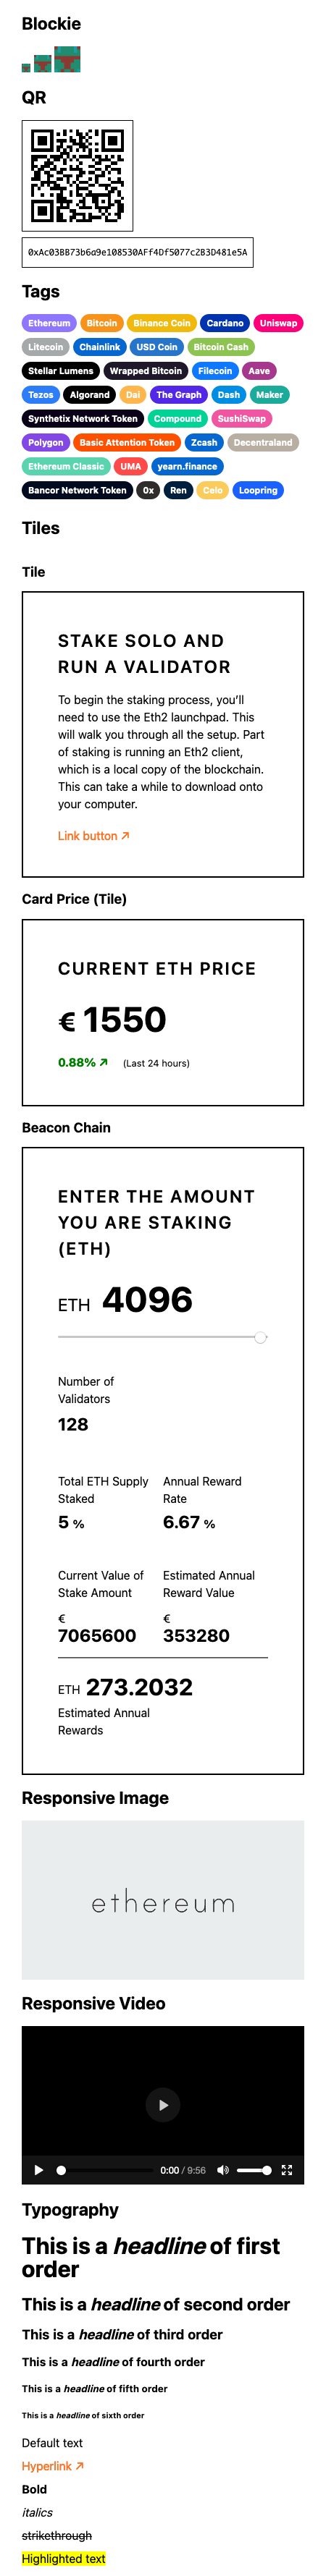 Blockie
QR
0xAc03BB73b6a9e108530AFf4Df5077c2B3D481e5A
Tags
Ethereum Bitcoin Binance Coin Cardano Uniswap
Litecoin Chainlink USD Coin Bitcoin Cash
Stellar Lumens Wrapped Bitcoin Filecoin Aave
Tezos Algorand Dai The Graph Dash Maker
Synthetix Network Token Compound SushiSwap
Polygon Basic Attention Token Zcash Decentraland
Ethereum Classic UMA yearn.finance
Bancor Network Token 0x Ren Celo Loopring
Tiles
Tile
STAKE SOLO AND
RUN A VALIDATOR
To begin the staking process, you'll
need to use the Eth2 launchpad. This
will walk you through all the setup. Part
of staking is running an Eth2 client,
which is a local copy of the blockchain.
This can take a while to download onto
your computer.
Link button ↗
Card Price (Tile)
CURRENT ETH PRICE
€ 1550
0.88% ↗ (Last 24 hours)
Beacon Chain
ENTER THE AMOUNT
YOU ARE STAKING
(ETH)
ETH 4096
Number of
Validators
128
Total ETH Supply
Staked
5 %
Annual Reward
Rate
6.67 %
Current Value of
Stake Amount
€
7065600
Estimated Annual
Reward Value
€
353280
ETH 273.2032
Estimated Annual
Rewards
Responsive Image
ethereum
Responsive Video
0:00 / 9:56
Typography
This is a headline of first
order
This is a headline of second order
This is a headline of third order
This is a headline of fourth order
This is a headline of fifth order
This is a headline of sixth order
Default text
Hyperlink ↗
Bold
italics
strikethrough
Highlighted text